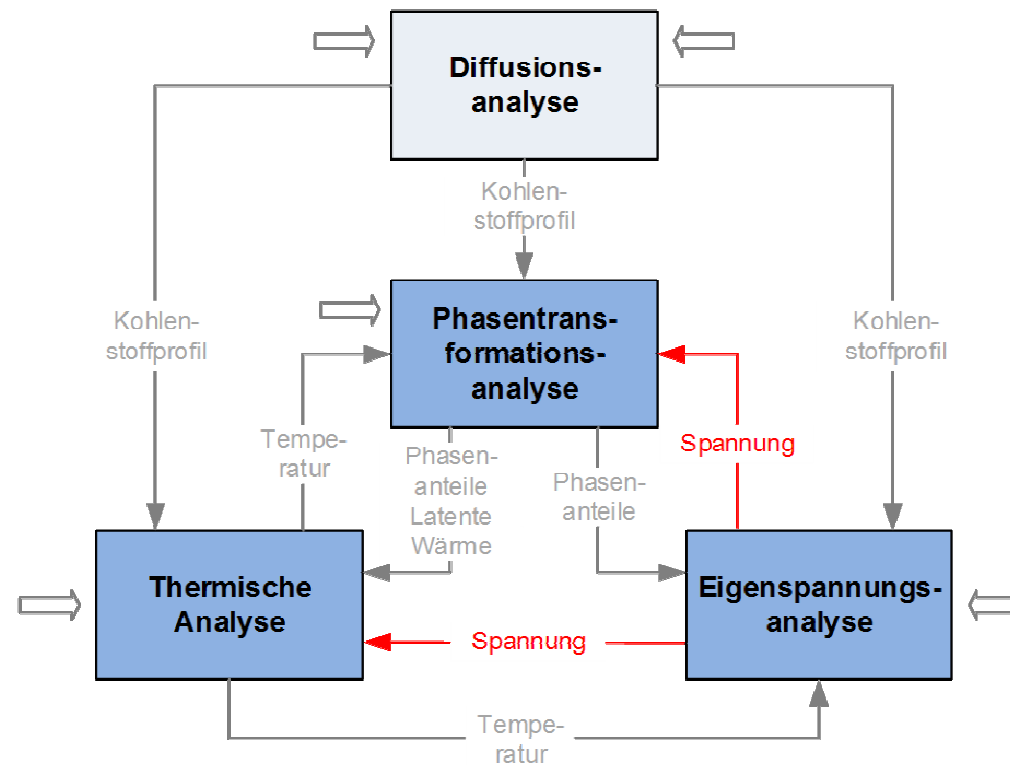 Diffusions-
analyse
Kohlen-
stoffprofil
Phasentrans-
formations-
analyse
Kohlen-
stoffprofil
Kohlen-
stoffprofil
Tempe-
ratur
Phasen-
anteile
Latente
Wärme
Phasen-
anteile
Spannung
Thermische
Analyse
Eigenspannungs-
analyse
Spannung
Tempe-
ratur